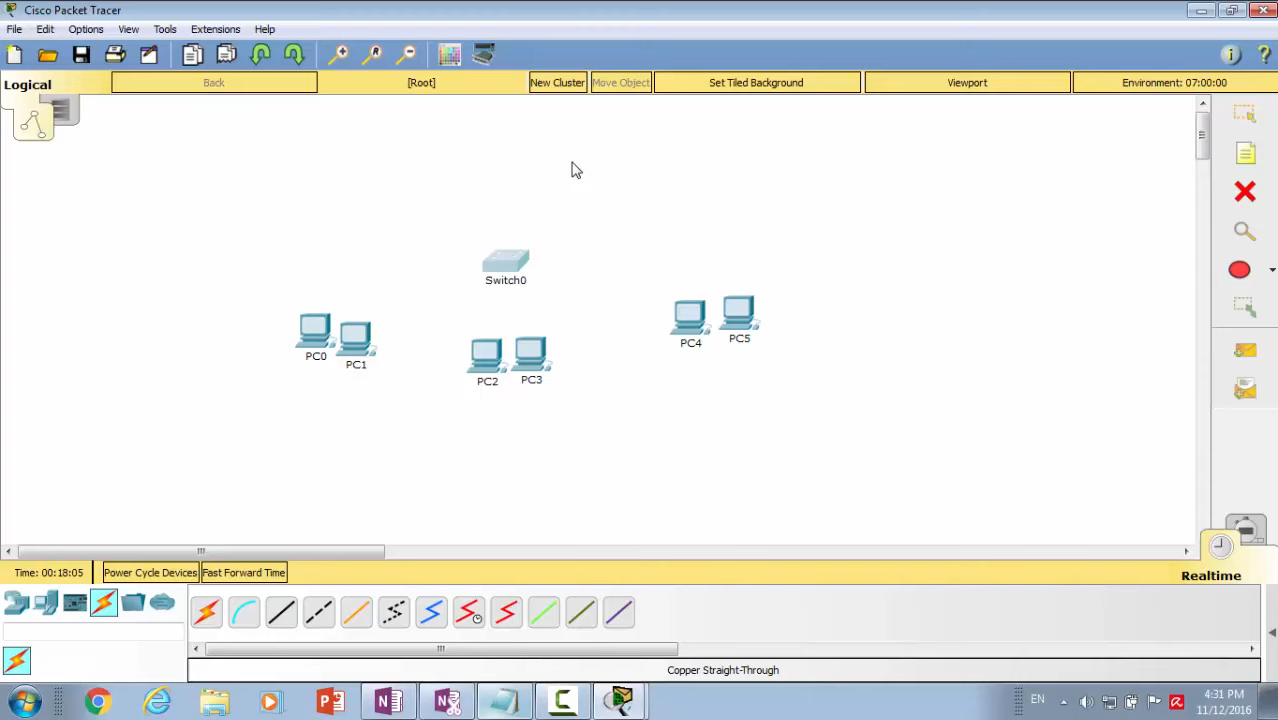 Cisco Packet Tracer
File Edit Options View Tools Extensions Help
Logical Back [Root] New Cluster Move Object Set Tiled Background Viewport Environment: 07:00:00
Switch0
PC0
PC1
PC2
PC3
PC4
PC5
Time: 00:18:05 Power Cycle Devices Fast Forward Time Realtime
Copper Straight-Through
EN 4:31 PM
11/12/2016